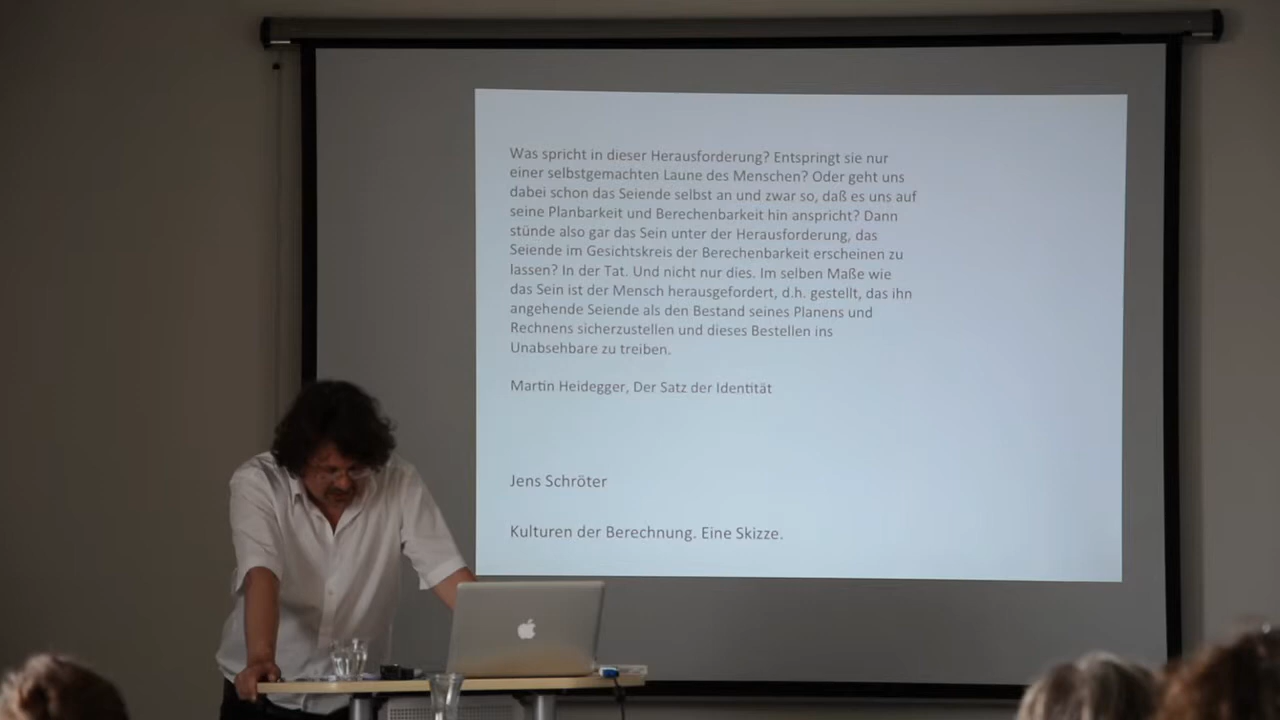 Was spricht in dieser Herausforderung? Entspringt sie nur
einer selbstgemachten Laune des Menschen? Oder geht uns
dabei schon das Seiende selbst an und zwar so, daß es uns auf
seine Planbarkeit und Berechenbarkeit hin anspricht? Dann
stünde also gar das Sein unter der Herausforderung, das
Seiende im Gesichtskreis der Berechenbarkeit erscheinen zu
lassen? In der Tat. Und nicht nur dies. Im selben Maße wie
das Sein ist der Mensch herausgefordert, d.h. gestellt, das ihn
angehende Seiende als den Bestand seines Planens und
Rechnens sicherzustellen und dieses Bestellen ins
Unabsehbare zu treiben.
Martin Heidegger, Der Satz der Identität
Jens Schröter
Kulturen der Berechnung. Eine Skizze.